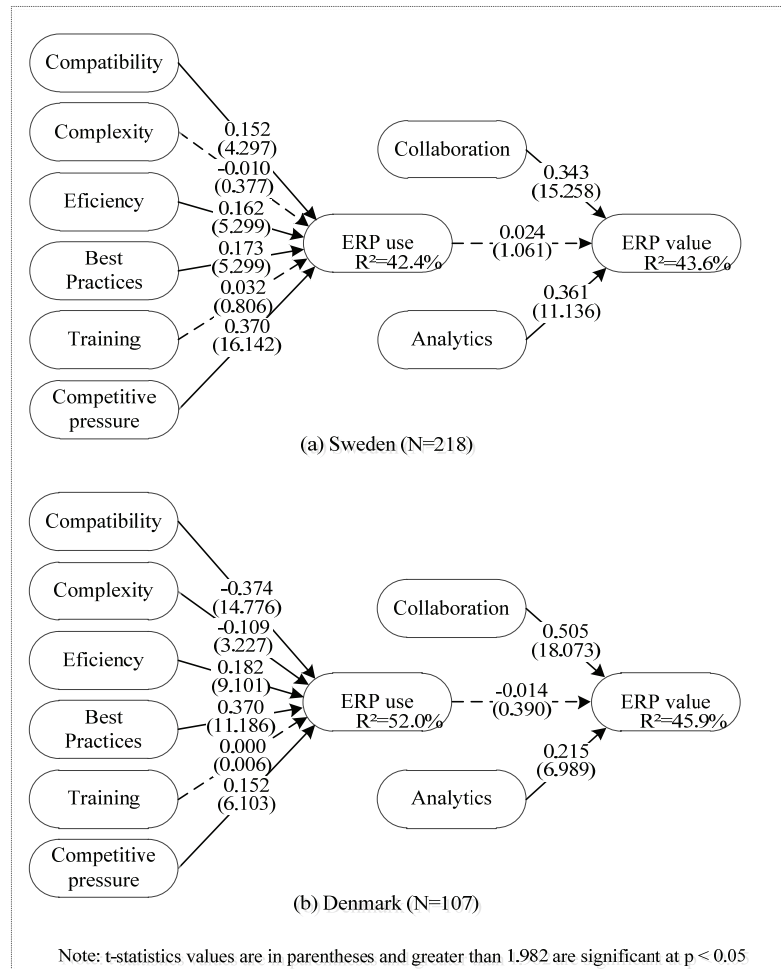 Compatibility
Complexity
Eficiency
Best
Practices
Training
Competitive
pressure
0.152
(4.297)
-0.010
(0.377)
0.162
(5.299)
0.173
(5.299)
0.032
(0.806)
0.370
(16.142)
ERP use
R²=42.4%
Collaboration
0.343
(15.258)
0.024
(1.061)
0.361
(11.136)
Analytics
ERP value
R²=43.6%
(a) Sweden (N=218)
Compatibility
Complexity
Eficiency
Best
Practices
Training
Competitive
pressure
-0.374
(14.776)
-0.109
(3.227)
0.182
(9.101)
0.370
(11.186)
0.000
(0.006)
0.152
(6.103)
ERP use
R²=52.0%
Collaboration
0.505
(18.073)
-0.014
(0.390)
0.215
(6.989)
Analytics
ERP value
R²=45.9%
(b) Denmark (N=107)
Note: t-statistics values are in parentheses and greater than 1.982 are significant at p < 0.05